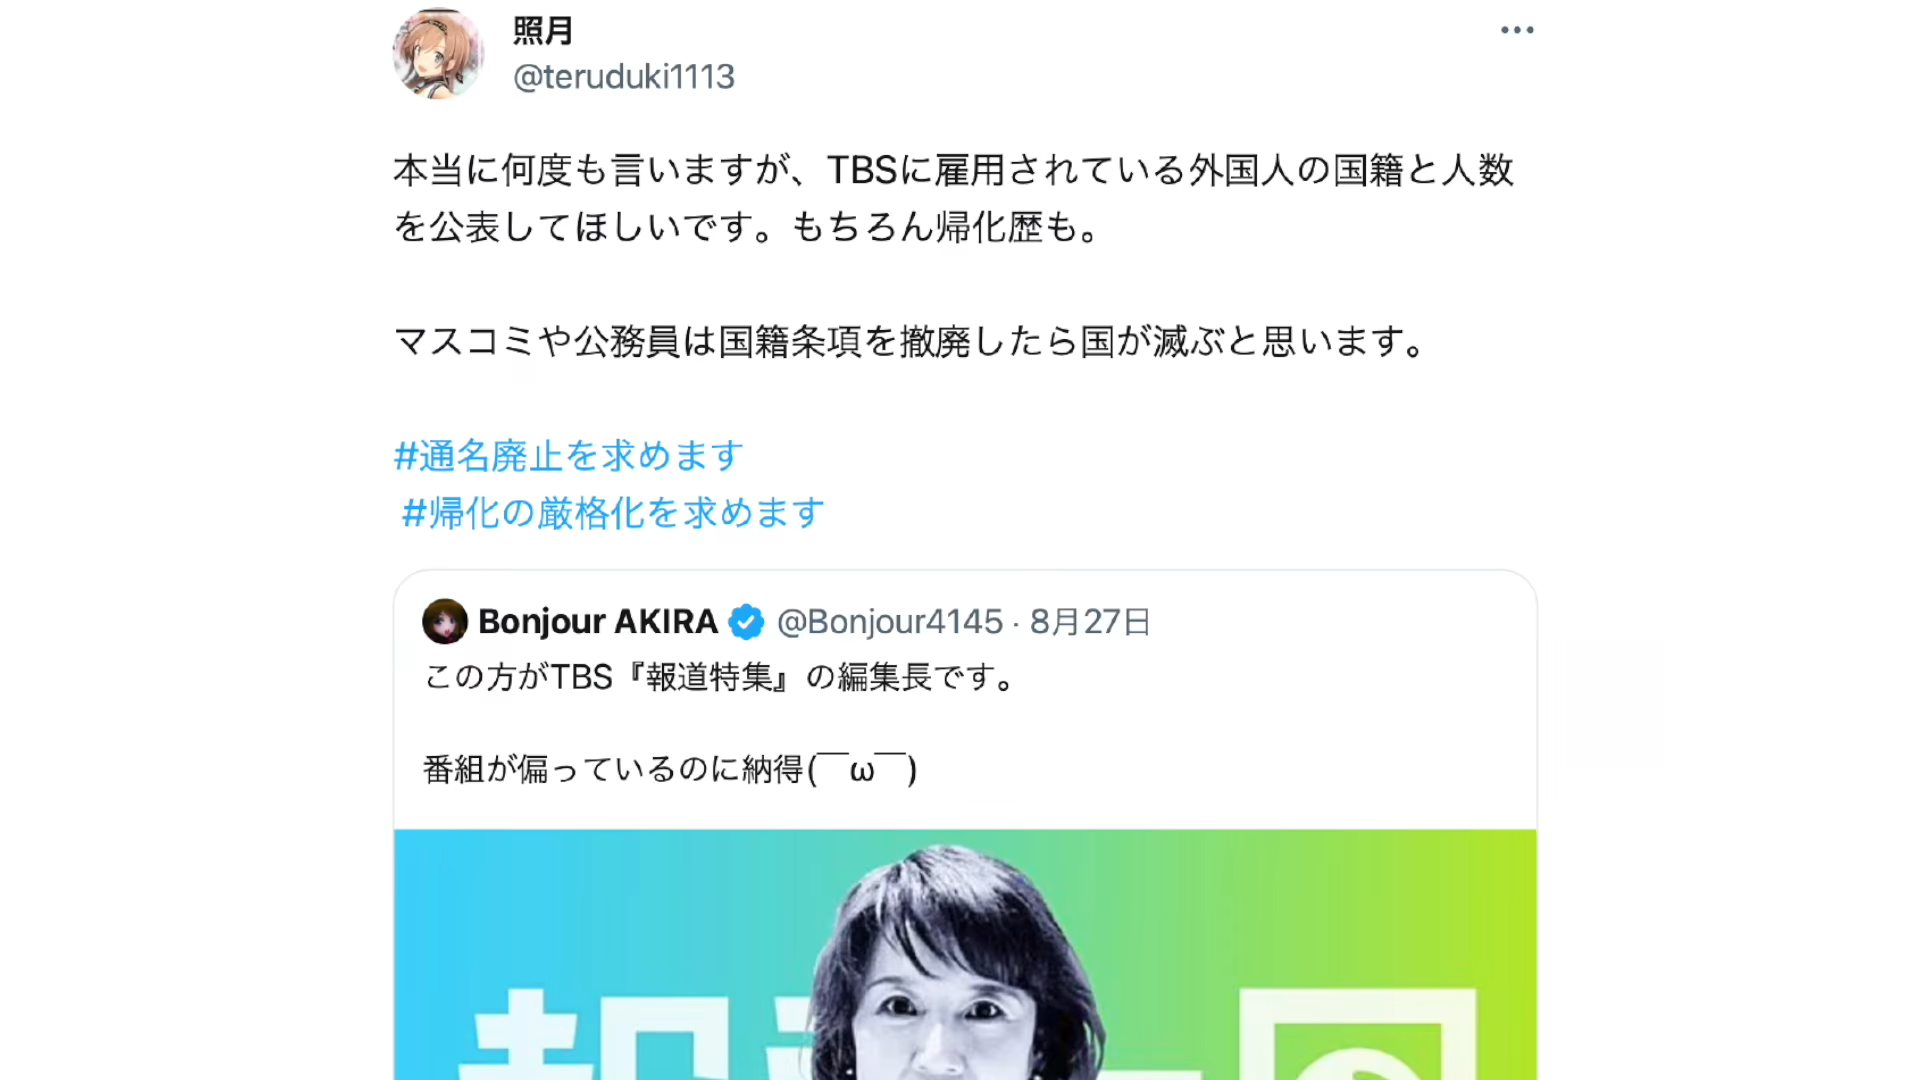 照月
@teruduki1113
本当に何度も言いますが、TBSに雇用されている外国人の国籍と人数
を公表してほしいです。もちろん帰化歴も。
マスコミや公務員は国籍条項を撤廃したら国が滅ぶと思います。
#通名廃止を求めます
#帰化の厳格化を求めます
Bonjour AKIRA @Bonjour4145 · 8月27日
この方がTBS『報道特集』の編集長です。
番組が偏っているのに納得(￣ω￣)